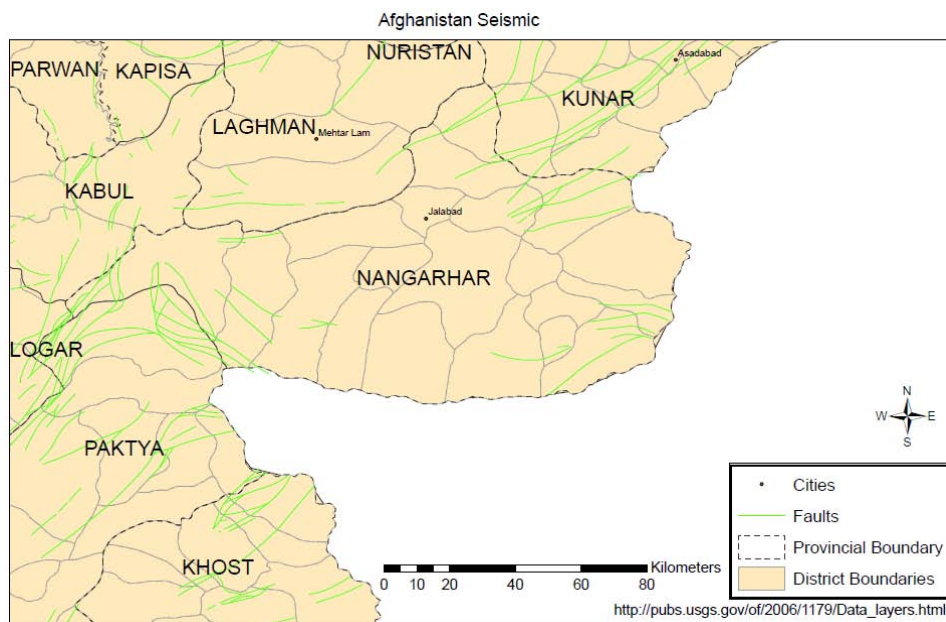 Afghanistan Seismic
NURISTAN
Asadabad
PARWAN
KAPISA
KUNAR
LAGHMAN
Mehtar Lam
KABUL
Jalabad
NANGARHAR
LOGAR
N
W
E
S
PAKTYA
Cities
Faults
Provincial Boundary
District Boundaries
KHOST
Kilometers
0 10 20 40 60 80
http://pubs.usgs.gov/of/2006/1179/Data_layers.html